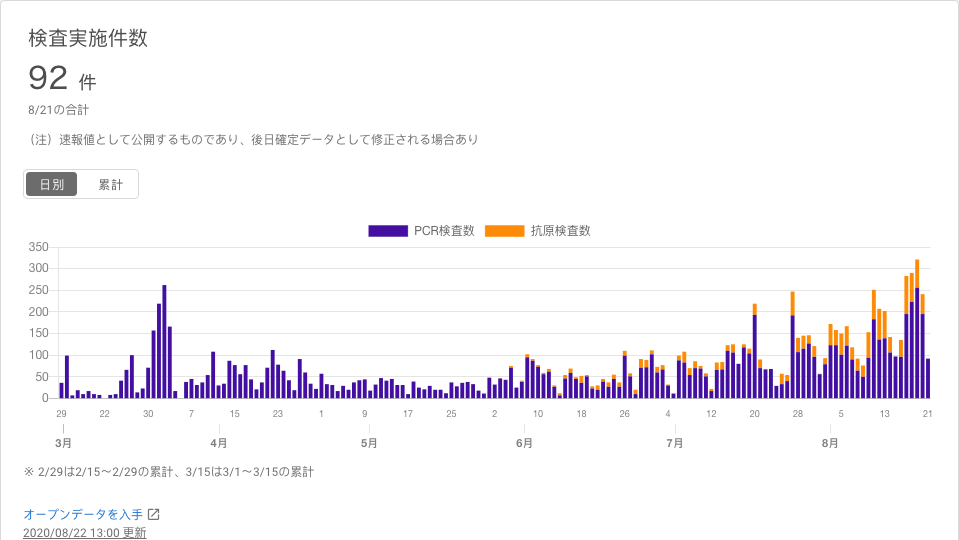 検査実施件数
92 件
8/21の合計
（注）速報値として公開するものであり、後日確定データとして修正される場合あり
日別 累計
PCR検査数 抗原検査数
350
300
250
200
150
100
50
0
29 22 30 7 15 23 1 9 17 25 2 10 18 26 4 12 20 28 5 13 21
3月 4月 5月 6月 7月 8月
※ 2/29は2/15～2/29の累計、3/15は3/1～3/15の累計
オープンデータを入手
2020/08/22 13:00 更新